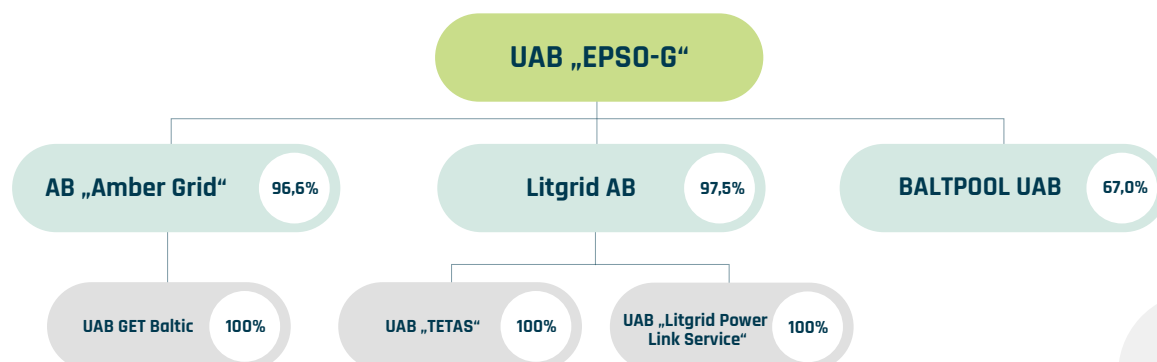 UAB „EPSO-G“
AB „Amber Grid“
96,6%
Litgrid AB
97,5%
BALTPOOL UAB
67,0%
UAB GET Baltic
100%
UAB „TETAS“
100%
UAB „Litgrid Power
Link Service“
100%